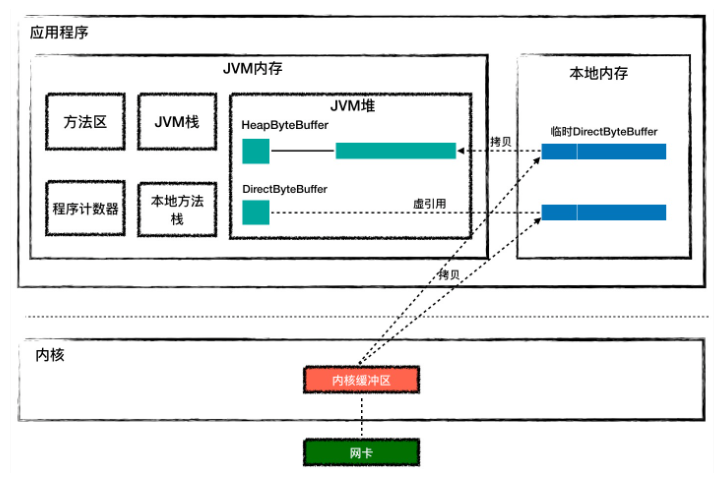 应用程序
JVM内存
本地内存
方法区
JVM栈
JVM堆
HeapByteBuffer
拷贝
临时DirectByteBuffer
程序计数器
本地方法
栈
DirectByteBuffer
虚引用
拷贝
内核
内核缓冲区
网卡